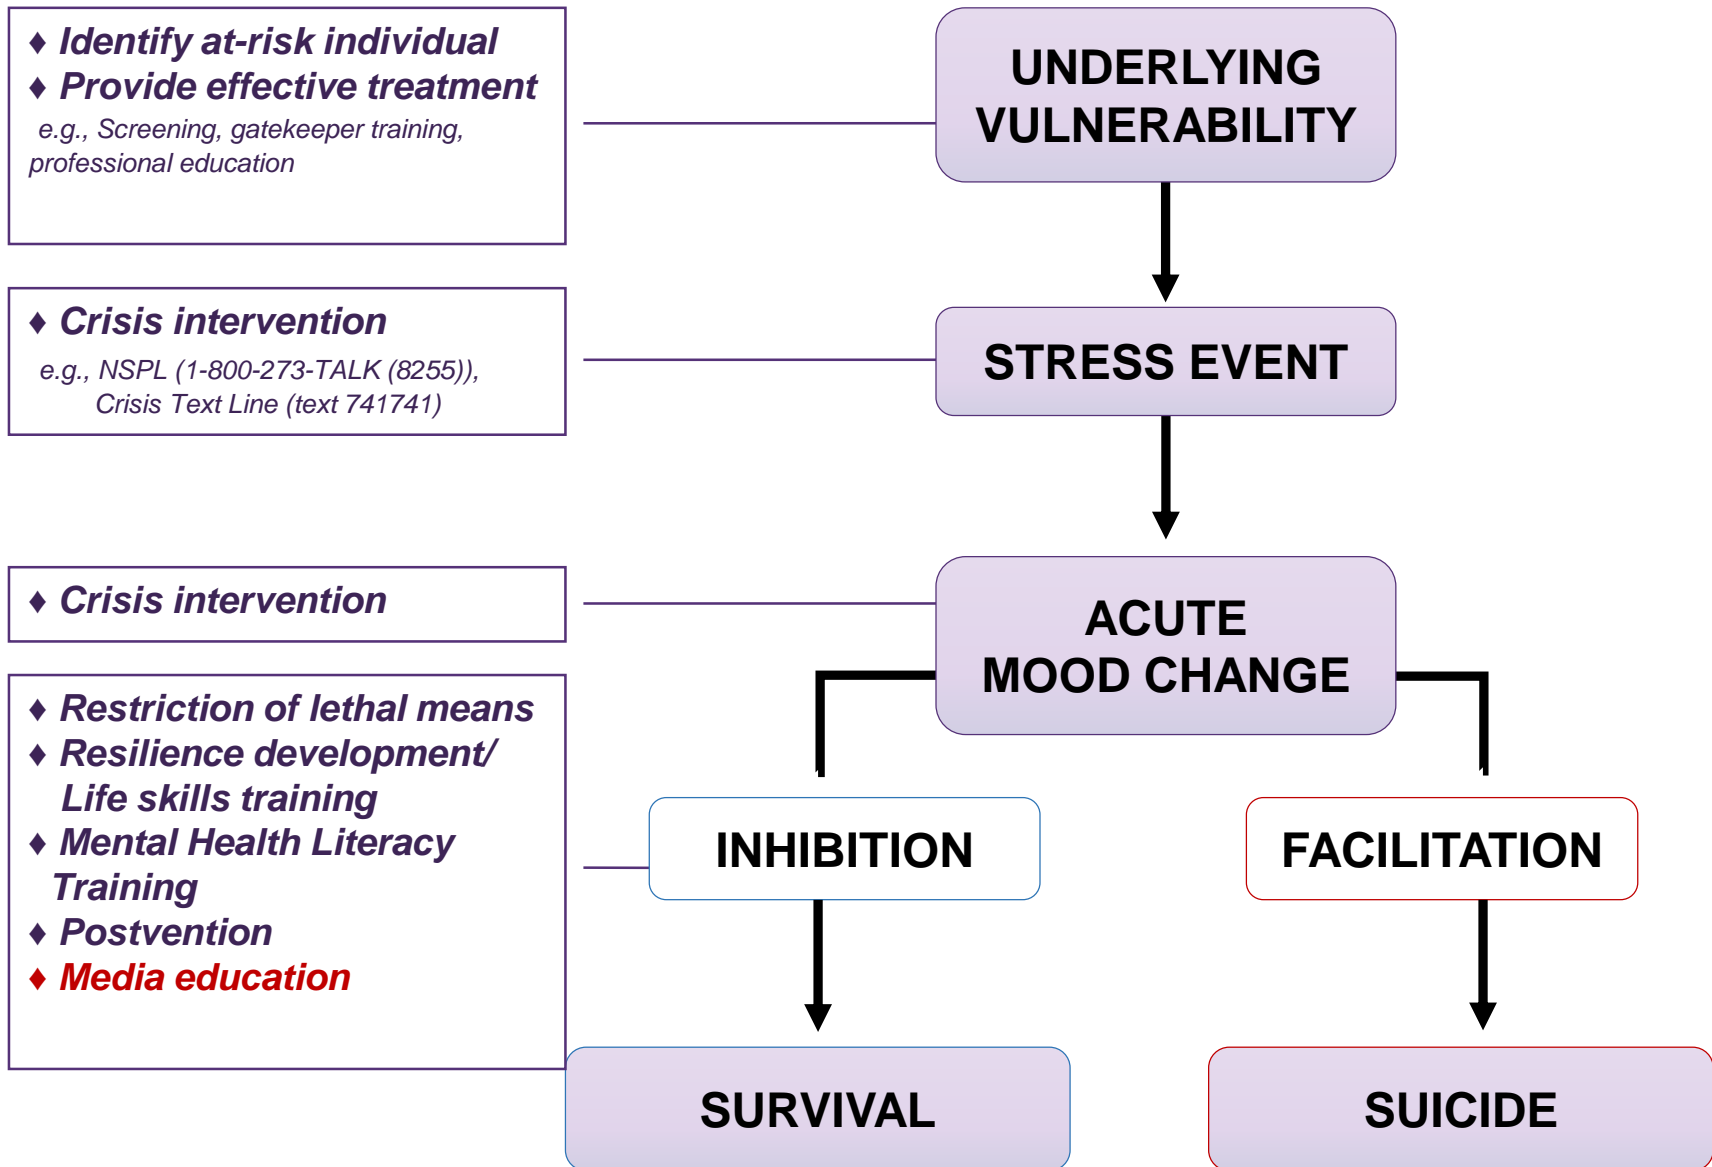 ♦ Identify at-risk individual
♦ Provide effective treatment
e.g., Screening, gatekeeper training,
professional education
UNDERLYING
VULNERABILITY
♦ Crisis intervention
e.g., NSPL (1-800-273-TALK (8255)),
Crisis Text Line (text 741741)
STRESS EVENT
♦ Crisis intervention
ACUTE
MOOD CHANGE
♦ Restriction of lethal means
♦ Resilience development/
Life skills training
♦ Mental Health Literacy
Training
♦ Postvention
♦ Media education
INHIBITION
FACILITATION
SURVIVAL
SUICIDE